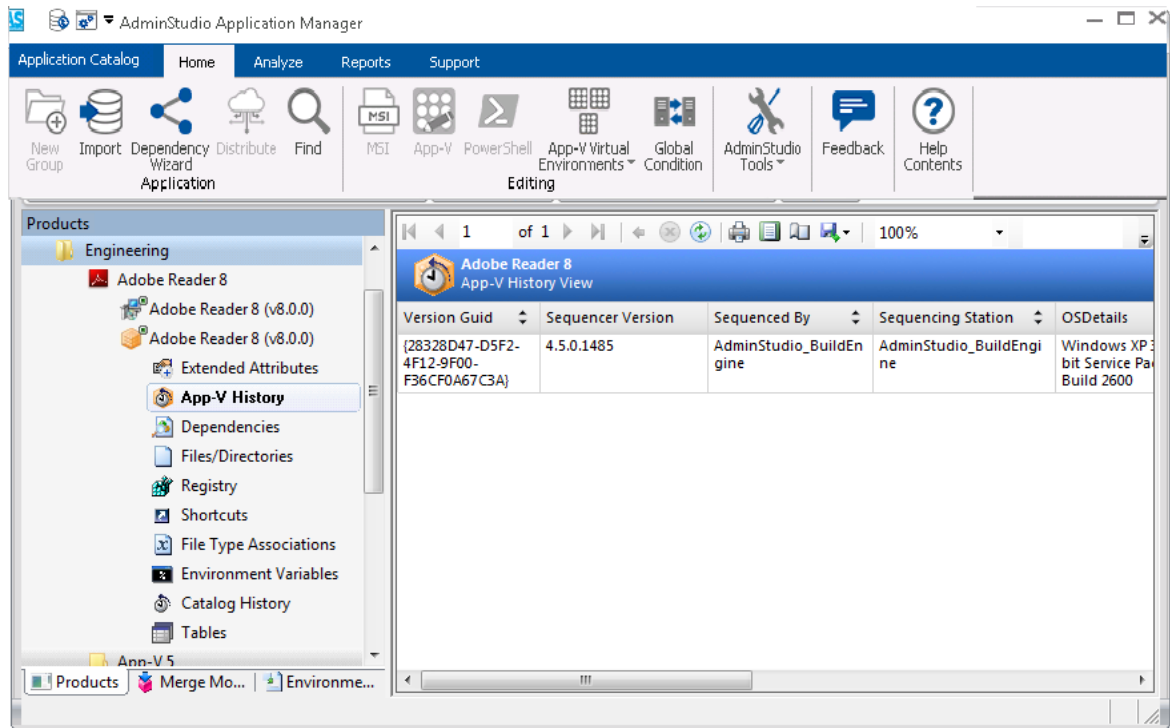 AS
AdminStudio Application Manager
Application Catalog Home Analyze Reports Support
New Group
Import
Dependency Wizard
Distribute
Find
Application
MSI
MSI
App-V
PowerShell
App-V Virtual Environments
Global Condition
Editing
AdminStudio Tools
Feedback
Help Contents
Products
Engineering
Adobe Reader 8
Adobe Reader 8 (v8.0.0)
Adobe Reader 8 (v8.0.0)
Extended Attributes
App-V History
Dependencies
Files/Directories
Registry
Shortcuts
File Type Associations
Environment Variables
Catalog History
Tables
App-V 5
Products Merge Mo... Environme...
1 of 1 100%
Adobe Reader 8
App-V History View
Version Guid Sequencer Version Sequenced By Sequencing Station OSDetails
{28328D47-D5F2-
4F12-9F00-
F36CF0A67C3A}
4.5.0.1485
AdminStudio_BuildEn
gine
AdminStudio_BuildEngi
ne
Windows XP
bit Service Pa
Build 2600